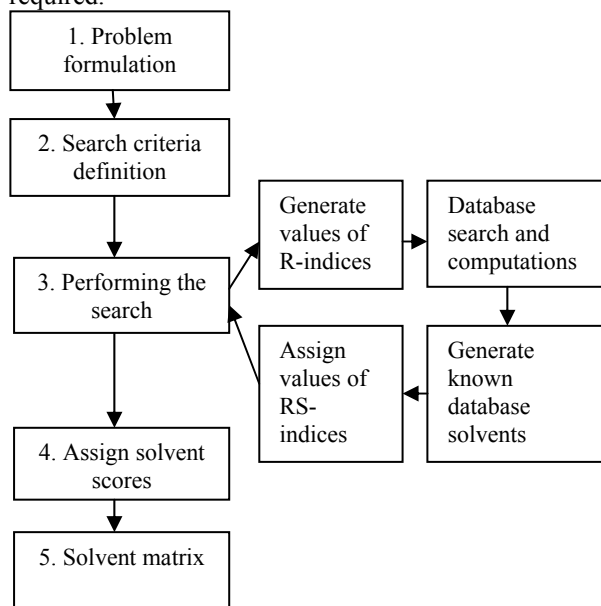 required.
1. Problem
formulation
2. Search criteria
definition
3. Performing the
search
Generate
values of
R-indices
Database
search and
computations
Generate
known
database
solvents
Assign
values of
RS-
indices
4. Assign solvent
scores
5. Solvent matrix